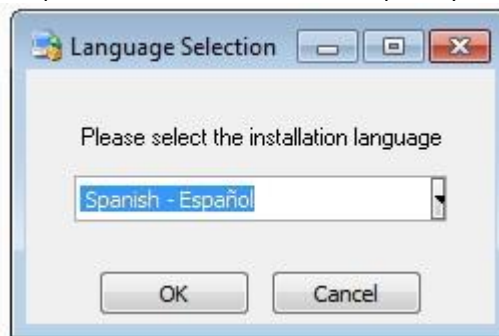 Language Selection
Please select the installation language
Spanish - Español
OK
Cancel